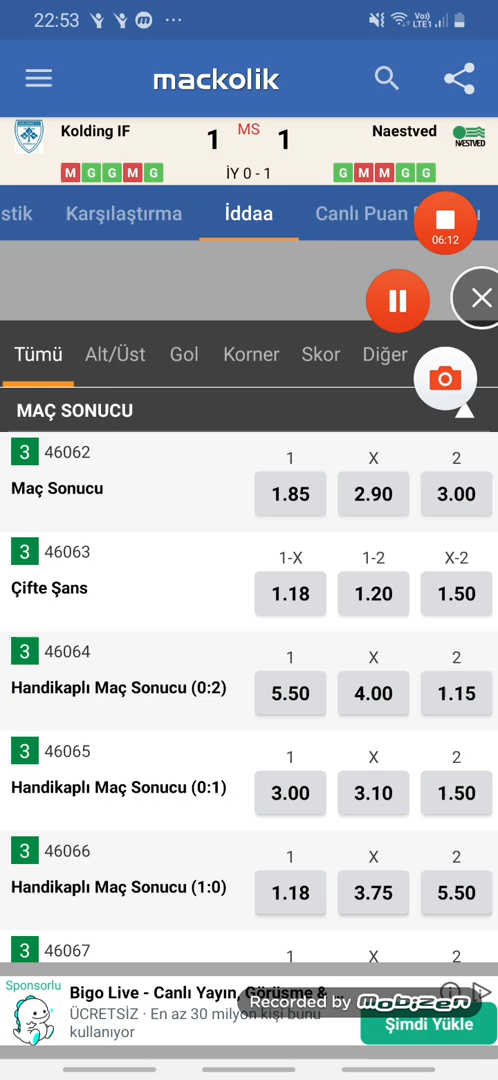 22:53
Vo)) LTE1
mackolik
Kolding IF
1 MS 1
Naestved
NÆSTVED
M G G M G
İY 0 - 1
G M M G G
stik Karşılaştırma İddaa Canlı Puan
06:12
Tümü Alt/Üst Gol Korner Skor Diğer
MAÇ SONUCU
3 46062
1 X 2
Maç Sonucu
1.85 2.90 3.00
3 46063
1-X 1-2 X-2
Çifte Şans
1.18 1.20 1.50
3 46064
1 X 2
Handikaplı Maç Sonucu (0:2)
5.50 4.00 1.15
3 46065
1 X 2
Handikaplı Maç Sonucu (0:1)
3.00 3.10 1.50
3 46066
1 X 2
Handikaplı Maç Sonucu (1:0)
1.18 3.75 5.50
3 46067
1 X 2
Sponsorlu
Bigo Live - Canlı Yayın, Görüşme & ...
ÜCRETSİZ · En az 30 milyon kişi bunu
kullanıyor
Recorded by Mobizen
Şimdi Yükle